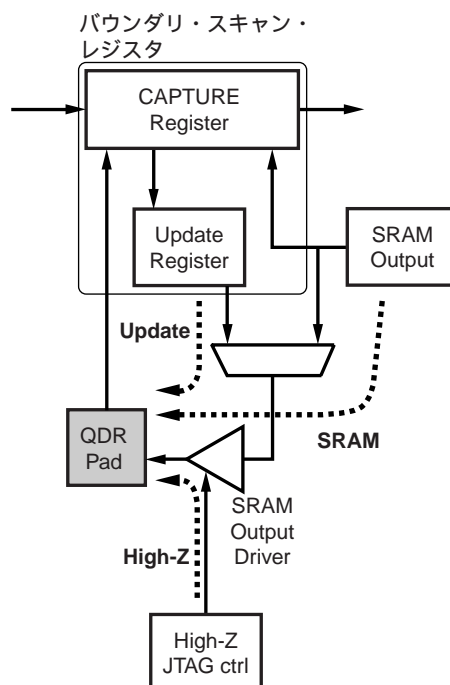 バウンダリ・スキャン・
レジスタ
CAPTURE
Register
Update
Register
SRAM
Output
Update
QDR
Pad
SRAM
SRAM
Output
Driver
High-Z
High-Z
JTAG ctrl